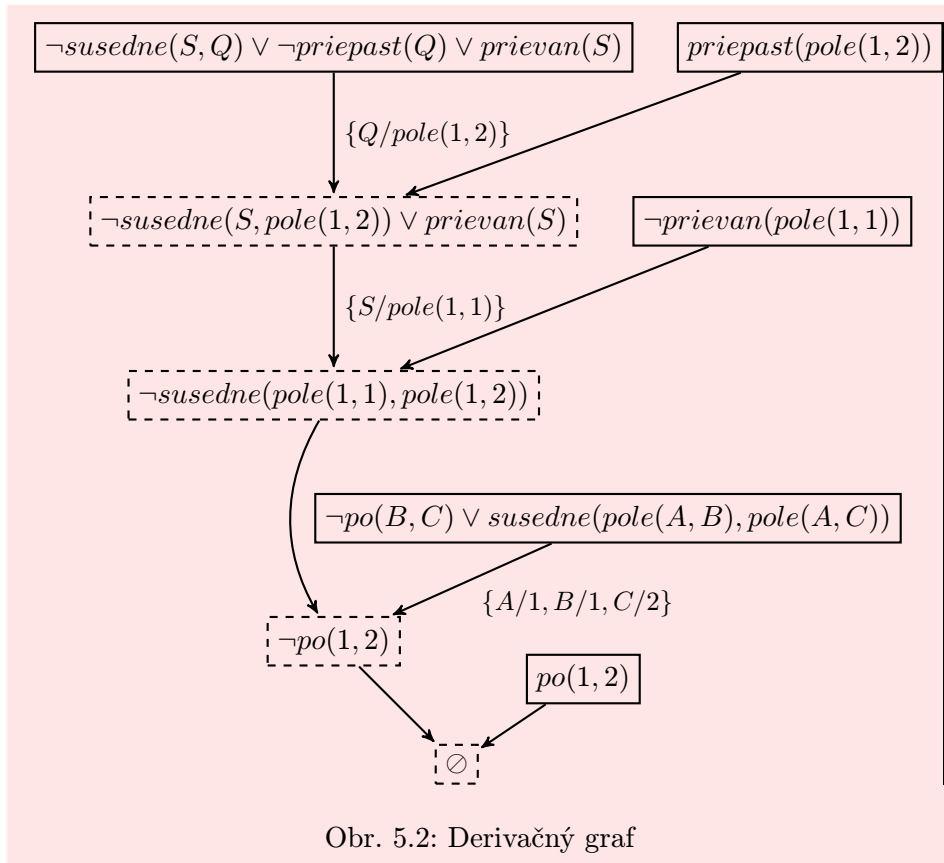 ¬susedne(S, Q) ∨ ¬priepast(Q) ∨ prievan(S)
priepast(pole(1, 2))
{Q/pole(1, 2)}
¬susedne(S, pole(1, 2)) ∨ prievan(S)
¬prievan(pole(1, 1))
{S/pole(1, 1)}
¬susedne(pole(1, 1), pole(1, 2))
¬po(B, C) ∨ susedne(pole(A, B), pole(A, C))
{A/1, B/1, C/2}
¬po(1, 2)
po(1, 2)
⊘
Obr. 5.2: Derivačný graf